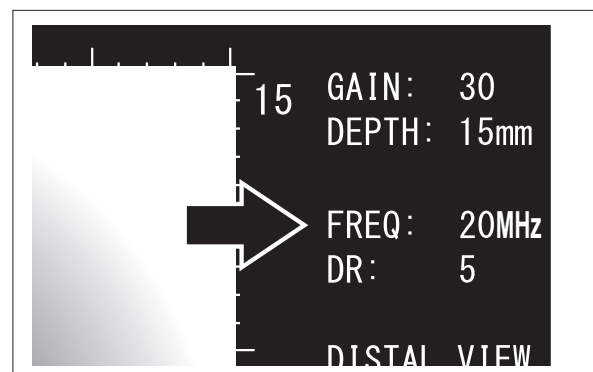 15
GAIN: 30
DEPTH: 15mm
FREQ: 20MHz
DR: 5
DISTAL VIEW